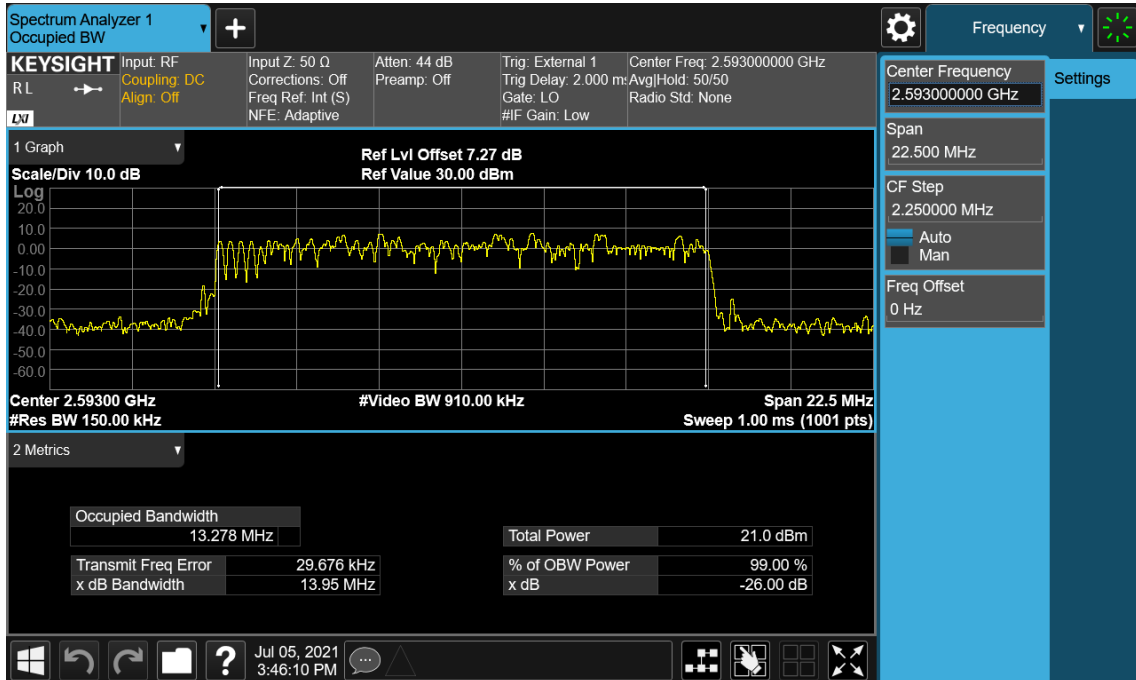 Spectrum Analyzer 1
Occupied BW
Frequency
KEYSIGHT
R L
LXI
Input: RF
Coupling: DC
Align: Off
Input Z: 50 Ω
Corrections: Off
Freq Ref: Int (S)
NFE: Adaptive
Atten: 44 dB
Preamp: Off
Trig: External 1
Trig Delay: 2.000 ms
Gate: LO
#IF Gain: Low
Center Freq: 2.593000000 GHz
Avg|Hold: 50/50
Radio Std: None
Center Frequency
2.593000000 GHz
Settings
Span
22.500 MHz
CF Step
2.250000 MHz
Auto
Man
Freq Offset
0 Hz
1 Graph
Scale/Div 10.0 dB
Ref Lvl Offset 7.27 dB
Ref Value 30.00 dBm
Log
20.0
10.0
0.00
-10.0
-20.0
-30.0
-40.0
-50.0
-60.0
Center 2.59300 GHz
#Video BW 910.00 kHz
Span 22.5 MHz
#Res BW 150.00 kHz
Sweep 1.00 ms (1001 pts)
2 Metrics
Occupied Bandwidth
13.278 MHz
Total Power 21.0 dBm
Transmit Freq Error 29.676 kHz
% of OBW Power 99.00 %
x dB Bandwidth 13.95 MHz
x dB -26.00 dB
?
Jul 05, 2021
3:46:10 PM